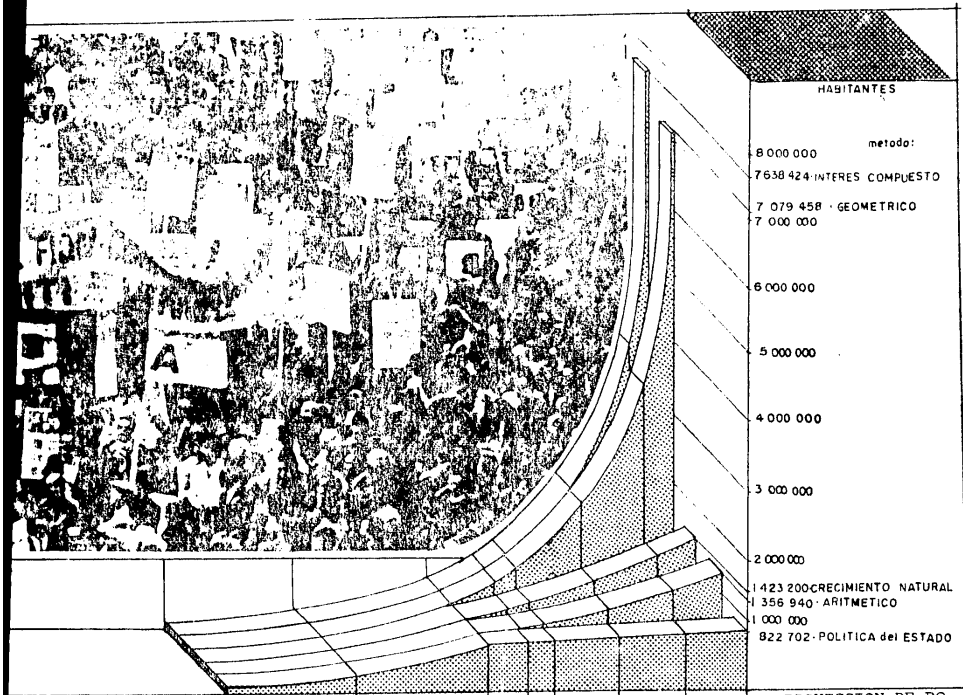 HABITANTES
metodo:
8 000 000
7 638 424 · INTERES COMPUESTO
7 079 458 · GEOMETRICO
7 000 000
6 000 000
5 000 000
4 000 000
3 000 000
2 000 000
1 423 200 CRECIMIENTO NATURAL
1 356 940 · ARITMETICO
1 000 000
822 702 · POLITICA del ESTADO
A